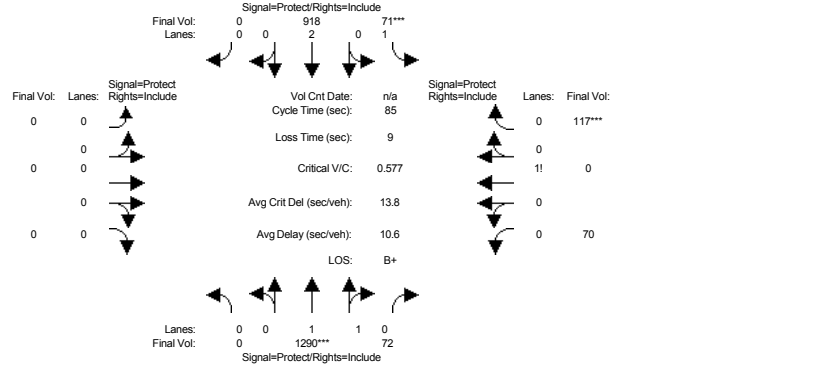 Signal=Protect/Rights=Include
Final Vol: 0 918 71***
Lanes: 0 0 2 0 1
Signal=Protect
Final Vol: Lanes: Rights=Include
Vol Cnt Date: n/a
Signal=Protect
Rights=Include Lanes: Final Vol:
Cycle Time (sec): 85
0 0
0 117***
Loss Time (sec): 9
0
0
0 0
Critical V/C: 0.577
1! 0
0
Avg Crit Del (sec/veh): 13.8
0
0 0
Avg Delay (sec/veh): 10.6
0 70
LOS: B+
Lanes: 0 0 1 1 0
Final Vol: 0 1290*** 72
Signal=Protect/Rights=Include